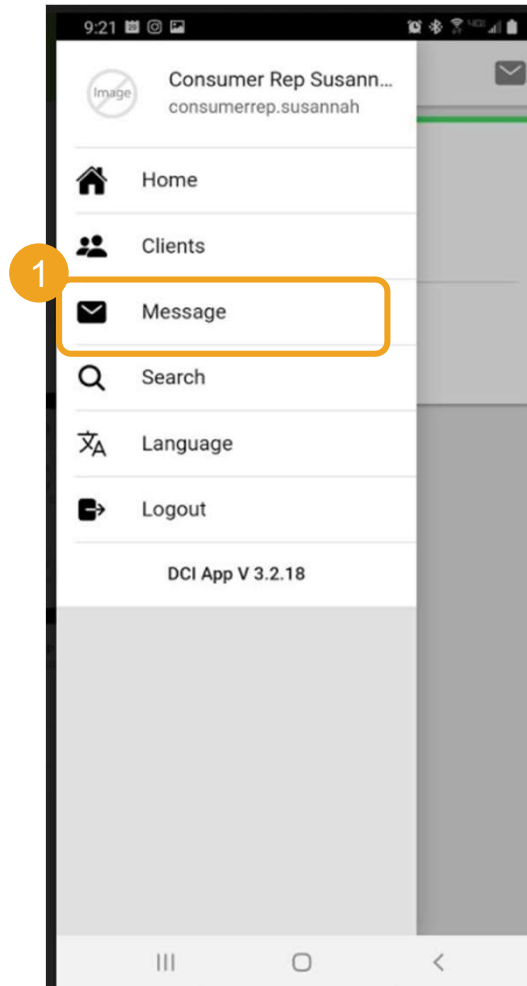 9:21
Image
Consumer Rep Susann...
consumerrep.susannah
Home
1
Clients
Message
Search
Language
Logout
DCI App V 3.2.18